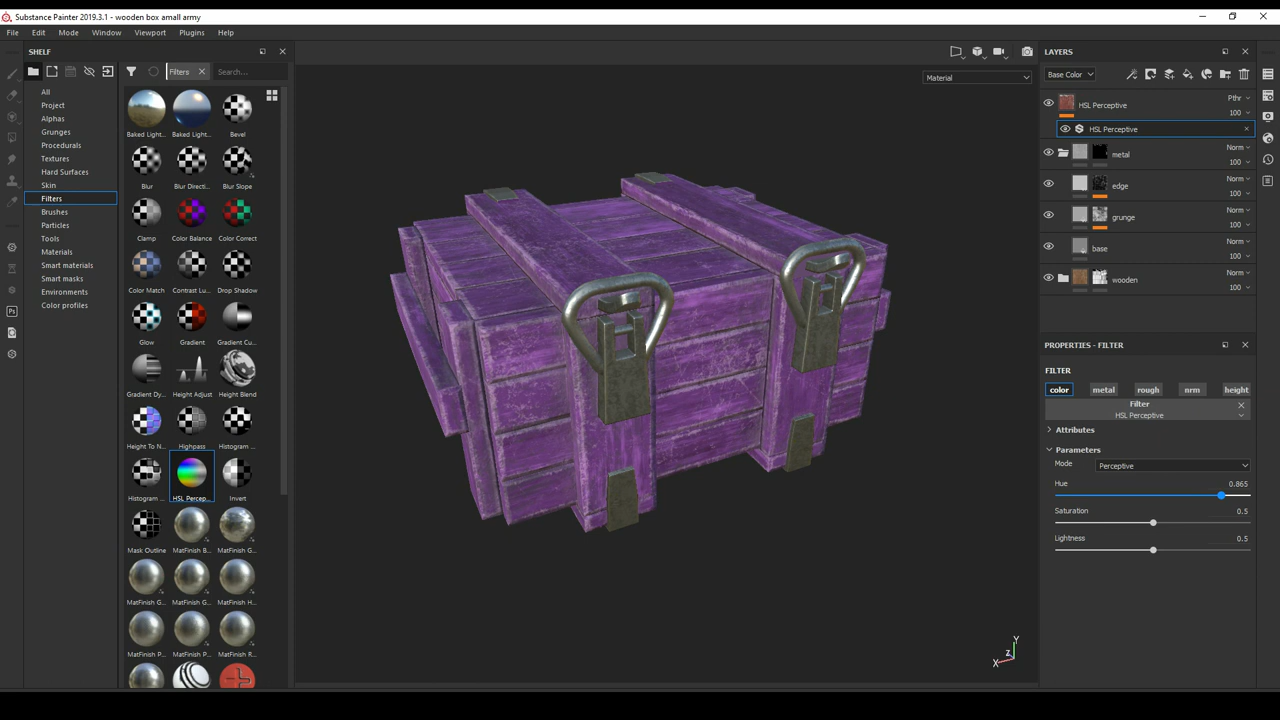 Substance Painter 2019.3.1 - wooden box amall army
File Edit Mode Window Viewport Plugins Help
SHELF
Filters
Search...
All
Project
Alphas
Grunges
Procedurals
Textures
Hard Surfaces
Skin
Filters
Brushes
Particles
Tools
Materials
Smart materials
Smart masks
Environments
Color profiles
Baked Light... Baked Light... Bevel
Blur Blur Directi... Blur Slope
Clamp Color Balance Color Correct
Color Match Contrast Lu... Drop Shadow
Glow Gradient Gradient Cu...
Gradient Dy... Height Adjust Height Blend
Height To N... Highpass Histogram ...
Histogram ... HSL Percep... Invert
Mask Outline MatFinish B... MatFinish G...
MatFinish G... MatFinish G... MatFinish H...
MatFinish P... MatFinish P... MatFinish R...
Ps
Material
Y
Z
X
LAYERS
Base Color
HSL Perceptive Pthr
100
HSL Perceptive
metal Norm
100
edge Norm
100
grunge Norm
100
base Norm
100
wooden Norm
100
PROPERTIES - FILTER
FILTER
color metal rough nrm height
Filter
HSL Perceptive
Attributes
Parameters
Mode Perceptive
Hue 0.865
Saturation 0.5
Lightness 0.5